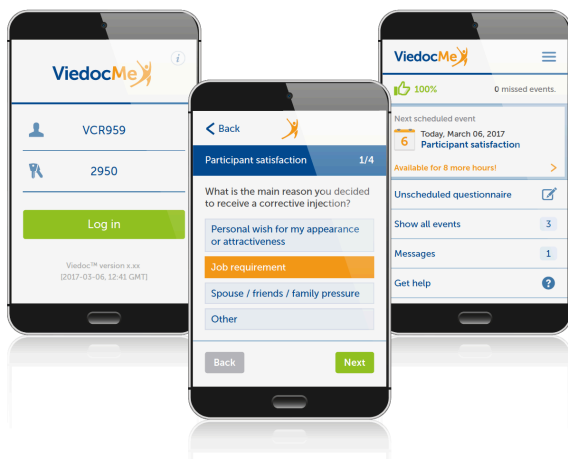 ViedocMe
i
VCR959
2950
Log in
Viedoc™ version x.xx
[2017-03-06, 12:41 GMT]
Back
Participant satisfaction 1/4
What is the main reason you decided
to receive a corrective injection?
Personal wish for my appearance
or attractiveness
Job requirement
Spouse / friends / family pressure
Other
Back Next
ViedocMe
100% 0 missed events.
Next scheduled event
6 Today, March 06, 2017
Participant satisfaction
Available for 8 more hours!
Unscheduled questionnaire
Show all events 3
Messages 1
Get help ?